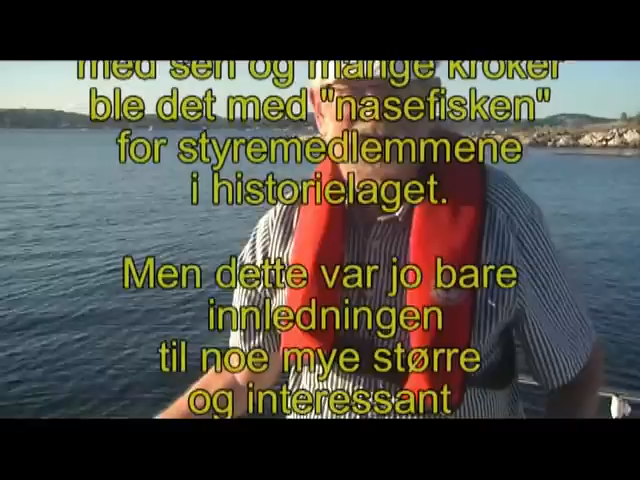 med sen og mange kroker
ble det med "nasefisken"
for styremedlemmene
i historielaget.
Men dette var jo bare
innledningen
til noe mye større
og interessant